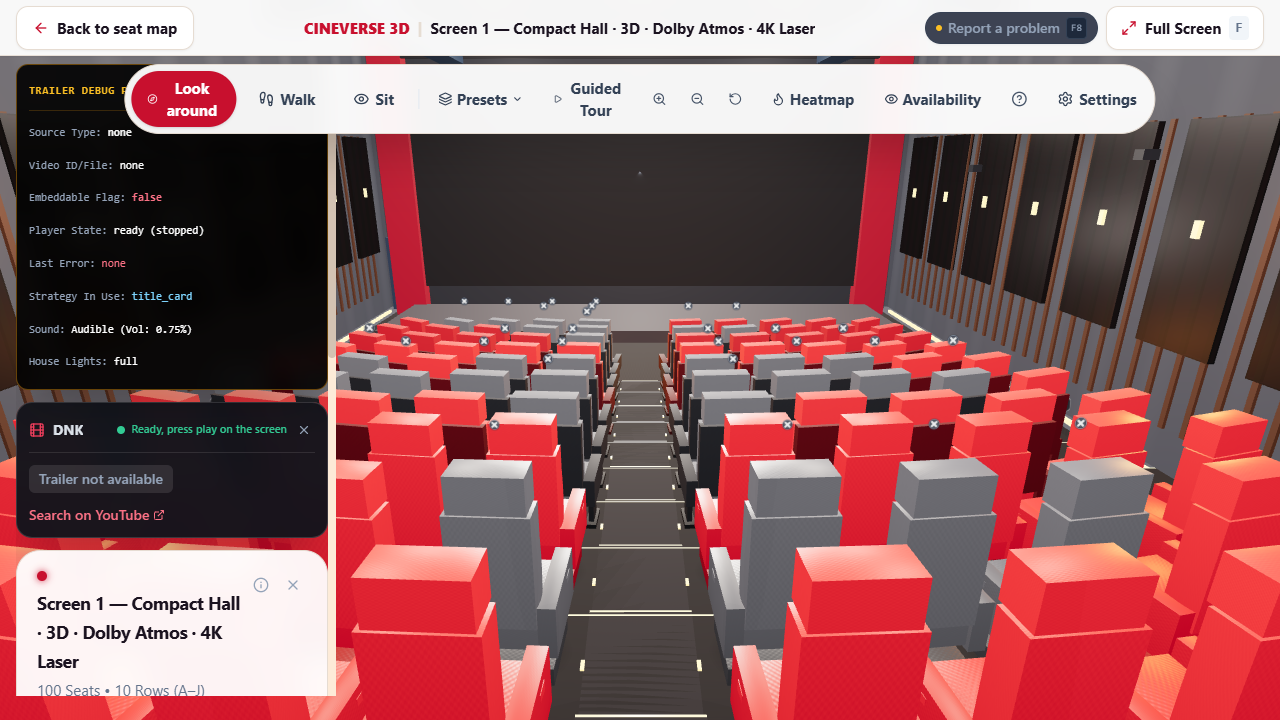 Back to seat map
CINEVERSE 3D | Screen 1 — Compact Hall · 3D · Dolby Atmos · 4K Laser
Report a problem F8
Full Screen F
Look around
Walk
Sit
Presets
Guided Tour
Heatmap
Availability
Settings
TRAILER DEBUG
Source Type: none
Video ID/File: none
Embeddable Flag: false
Player State: ready (stopped)
Last Error: none
Strategy In Use: title_card
Sound: Audible (Vol: 0.75%)
House Lights: full
DNK
Ready, press play on the screen
Trailer not available
Search on YouTube
Screen 1 — Compact Hall
· 3D · Dolby Atmos · 4K
Laser
100 Seats • 10 Rows (A–J)